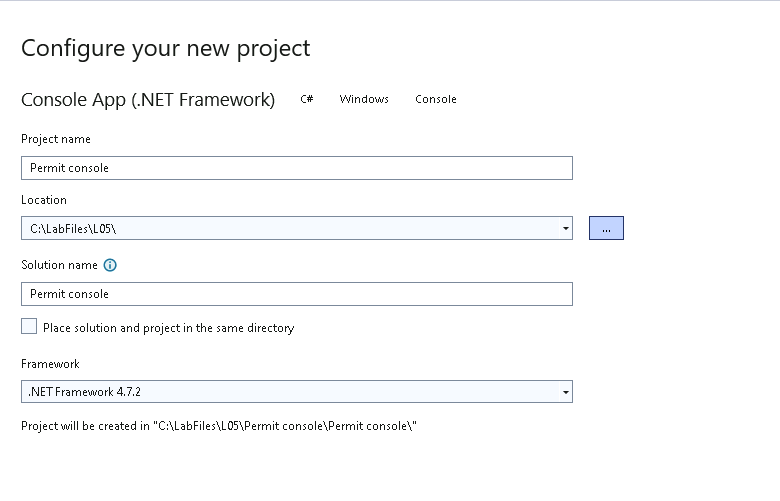 Configure your new project
Console App (.NET Framework) C# Windows Console
Project name
Permit console
Location
C:\LabFiles\L05\
...
Solution name
Permit console
Place solution and project in the same directory
Framework
.NET Framework 4.7.2
Project will be created in "C:\LabFiles\L05\Permit console\Permit console\"